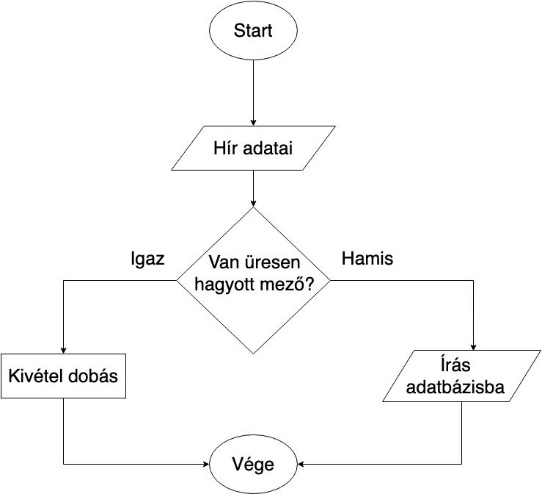 Start
Hír adatai
Igaz
Van üresen
hagyott mező?
Hamis
Kivétel dobás
Írás
adatbázisba
Vége